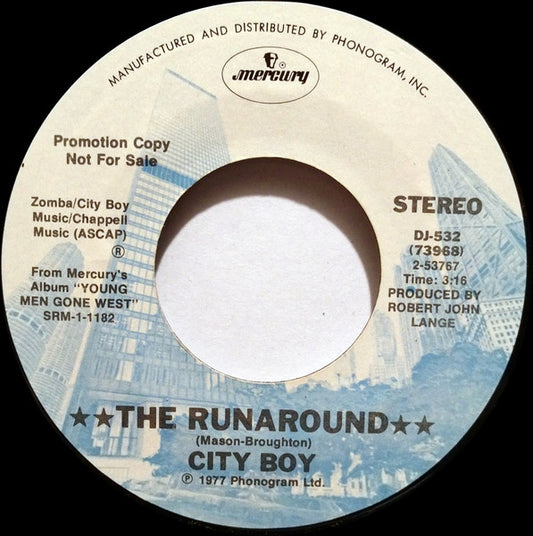 MANUFACTURED AND DISTRIBUTED BY PHONOGRAM, INC.
mercury
Promotion Copy
Not For Sale
Zomba/City Boy
Music/Chappell
Music (ASCAP)
®
From Mercury's
Album "YOUNG
MEN GONE WEST"
SRM-1-1182
STEREO
DJ-532
(73968)
2-53767
Time: 3:16
PRODUCED BY
ROBERT JOHN
LANGE
★★THE RUNAROUND★★
(Mason-Broughton)
CITY BOY
℗ 1977 Phonogram Ltd.